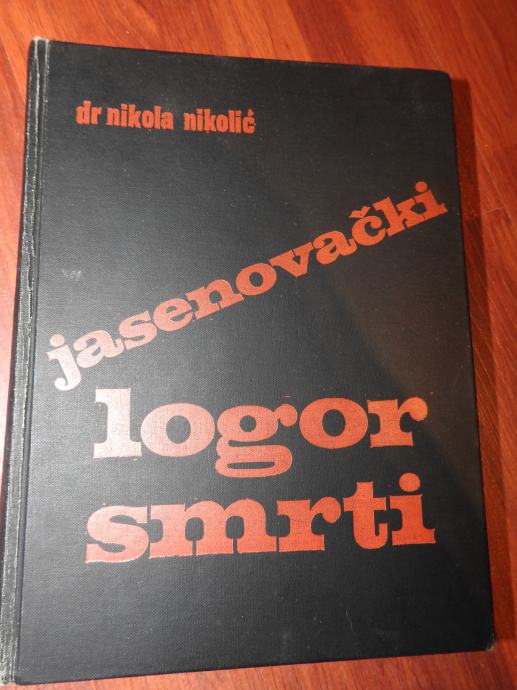 dr nikola nikolić
jasenovački
logor
smrti